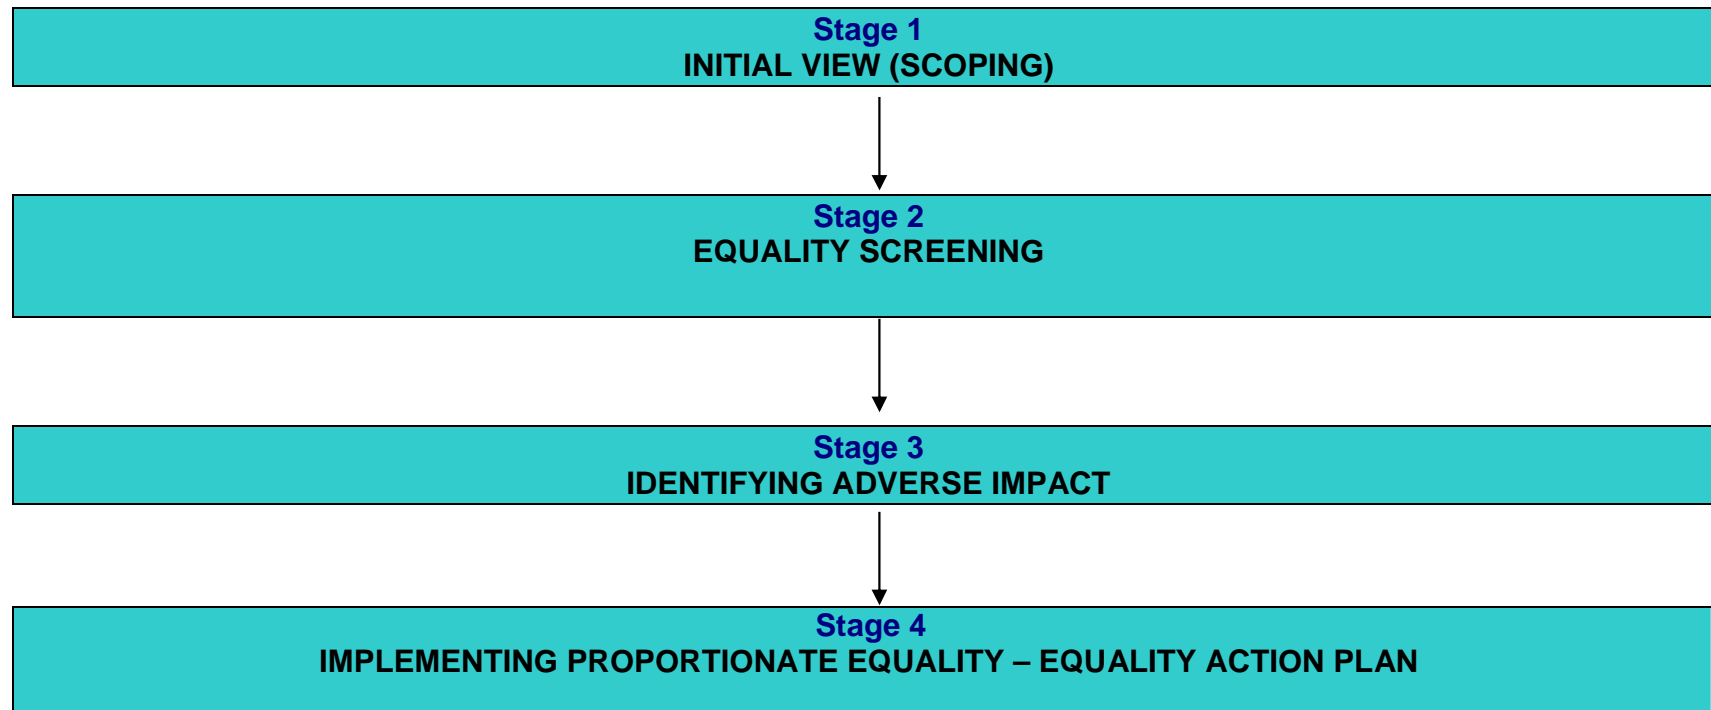 Stage 1
INITIAL VIEW (SCOPING)
Stage 2
EQUALITY SCREENING
Stage 3
IDENTIFYING ADVERSE IMPACT
Stage 4
IMPLEMENTING PROPORTIONATE EQUALITY – EQUALITY ACTION PLAN